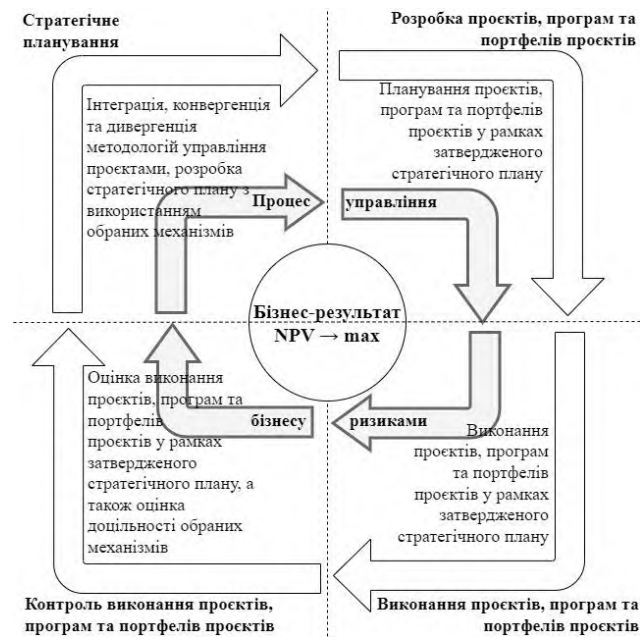 Стратегічне
планування
Інтеграція, конвергенція
та дивергенція
методологій управління
проєктами, розробка
стратегічного плану з
використанням
обраних механізмів
Розробка проєктів, програм та
портфелів проєктів
Планування проєктів,
програм та портфелів
проєктів у рамках
затвердженого
стратегічного плану
Процес
управління
Бізнес-результат
NPV → max
ризиками
бізнесу
Оцінка виконання
проєктів, програм та
портфелів
проєктів у рамках
затвердженого
стратегічного плану, а
також оцінка
доцільності обраних
механізмів
Виконання
проєктів, програм
та портфелів
проєктів у рамках
затвердженого
стратегічного плану
Контроль виконання проєктів,
програм та портфелів проєктів
Виконання проєктів, програм та
портфелів проєктів